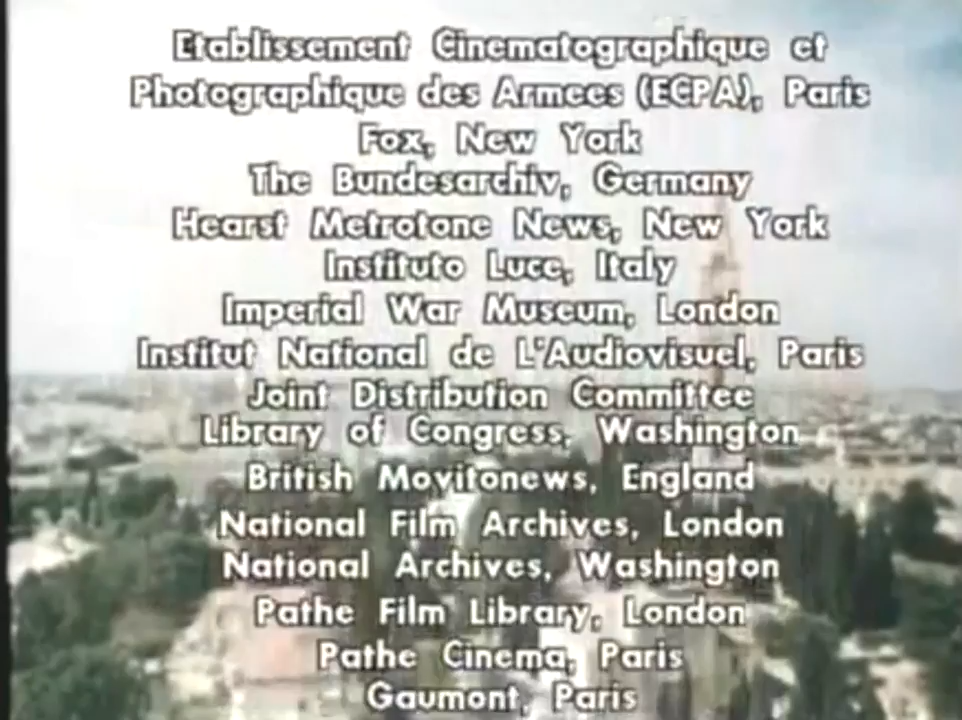 Etablissement Cinematographique et
Photographique des Armees (ECPA), Paris
Fox, New York
The Bundesarchiv, Germany
Hearst Metrotone News, New York
Instituto Luce, Italy
Imperial War Museum, London
Institut National de L'Audiovisuel, Paris
Joint Distribution Committee
Library of Congress, Washington
British Movitonews, England
National Film Archives, London
National Archives, Washington
Pathe Film Library, London
Pathe Cinema, Paris
Gaumont, Paris